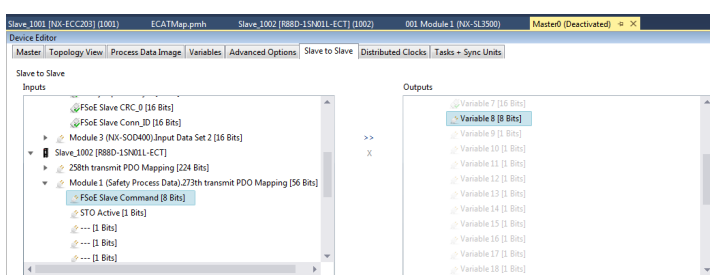 Slave_1001 [NX-ECC203] (1001) ECATMap.pmh Slave_1002 [R88D-1SN01L-ECT] (1002) 001 Module 1 (NX-SL3500) Master0 (Deactivated)
Device Editor
Master Topology View Process Data Image Variables Advanced Options Slave to Slave Distributed Clocks Tasks + Sync Units
Slave to Slave
Inputs
FSoE Slave CRC_0 [16 Bits]
FSoE Slave Conn_ID [16 Bits]
Module 3 (NX-SOD400).Input Data Set 2 [16 Bits]
Slave_1002 [R88D-1SN01L-ECT]
258th transmit PDO Mapping [224 Bits]
Module 1 (Safety Process Data).273th transmit PDO Mapping [56 Bits]
FSoE Slave Command [8 Bits]
STO Active [1 Bits]
--- [1 Bits]
--- [1 Bits]
--- [1 Bits]
>>
X
Outputs
Variable 7 [16 Bits]
Variable 8 [8 Bits]
Variable 9 [1 Bits]
Variable 10 [1 Bits]
Variable 11 [1 Bits]
Variable 12 [1 Bits]
Variable 13 [1 Bits]
Variable 14 [1 Bits]
Variable 15 [1 Bits]
Variable 16 [1 Bits]
Variable 17 [1 Bits]
Variable 18 [1 Bits]